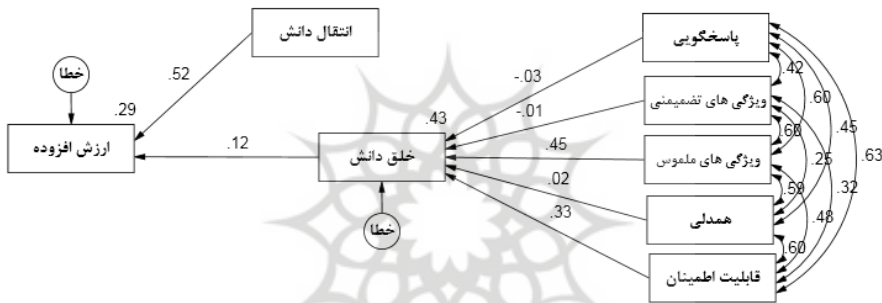 انتقال دانش
پاسخگویی
خطا
.52
-.03
.42
.29
.43
ویژگی های تضمیمنی
-.01
.60
ارزش افزوده
.12
خلق دانش
.45
ویژگی های ملموس
.60
.25
.45
.63
.02
.59
.32
همدلی
.48
خطا
.33
.60
قابلیت اطمینان